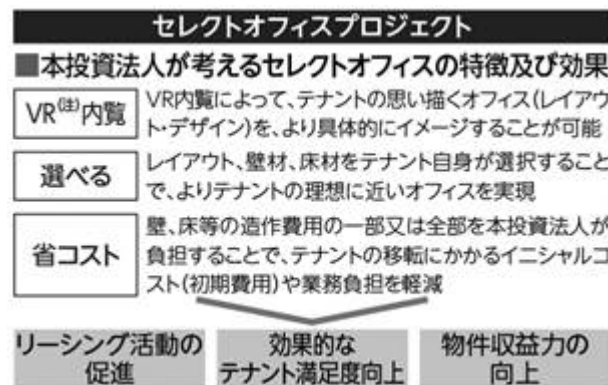 セレクトオフィスプロジェクト
■本投資法人が考えるセレクトオフィスの特徴及び効果
VR(注)内覧
VR内覧によって、テナントの思い描くオフィス(レイアウ
ト・デザイン)を、より具体的にイメージすることが可能
選べる
レイアウト、壁材、床材をテナント自身が選択すること
で、よりテナントの理想に近いオフィスを実現
省コスト
壁、床等の造作費用の一部又は全部を本投資法人が
負担することで、テナントの移転にかかるイニシャルコ
スト(初期費用)や業務負担を軽減
リーシング活動の
促進
効果的な
テナント満足度向上
物件収益力の
向上